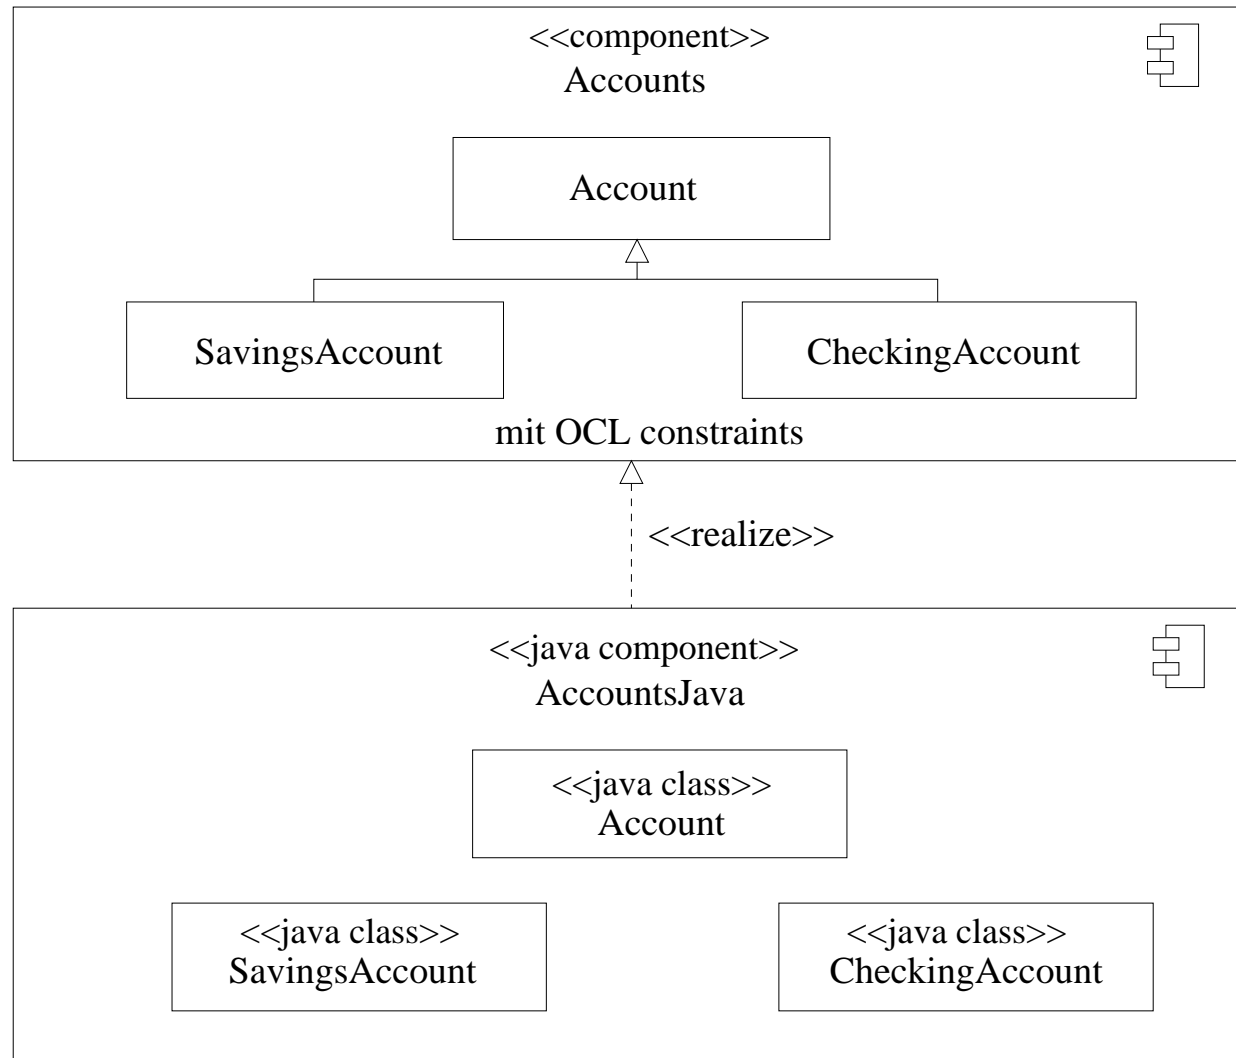 <<component>>
Accounts
Account
SavingsAccount
CheckingAccount
mit OCL constraints
<<realize>>
<<java component>>
AccountsJava
<<java class>>
Account
<<java class>>
SavingsAccount
<<java class>>
CheckingAccount